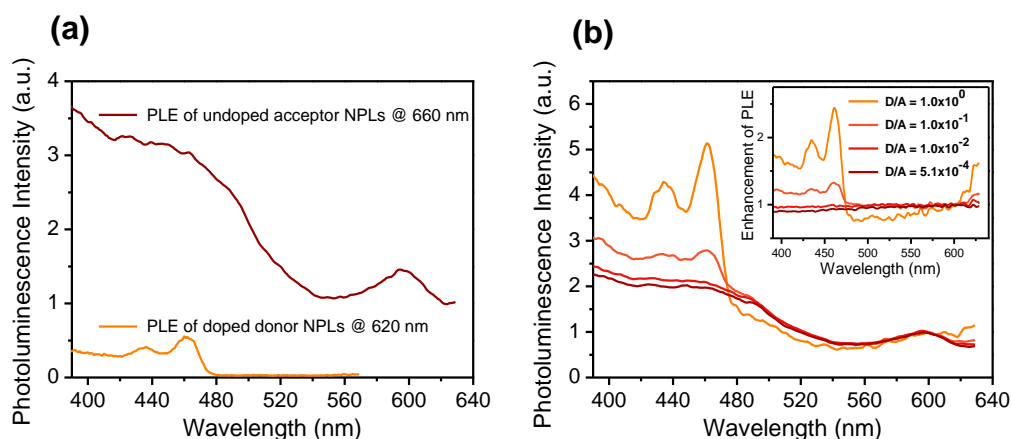 (a)
Photoluminescence Intensity (a.u.)
4
3
2
1
0
PLE of undoped acceptor NPLs @ 660 nm
PLE of doped donor NPLs @ 620 nm
400 440 480 520 560 600 640
Wavelength (nm)
(b)
Photoluminescence Intensity (a.u.)
6
5
4
3
2
1
0
400 440 480 520 560 600 640
Wavelength (nm)
Enhancement of PLE
2
1
D/A = 1.0x10⁰
D/A = 1.0x10⁻¹
D/A = 1.0x10⁻²
D/A = 5.1x10⁻⁴
400 450 500 550 600
Wavelength (nm)